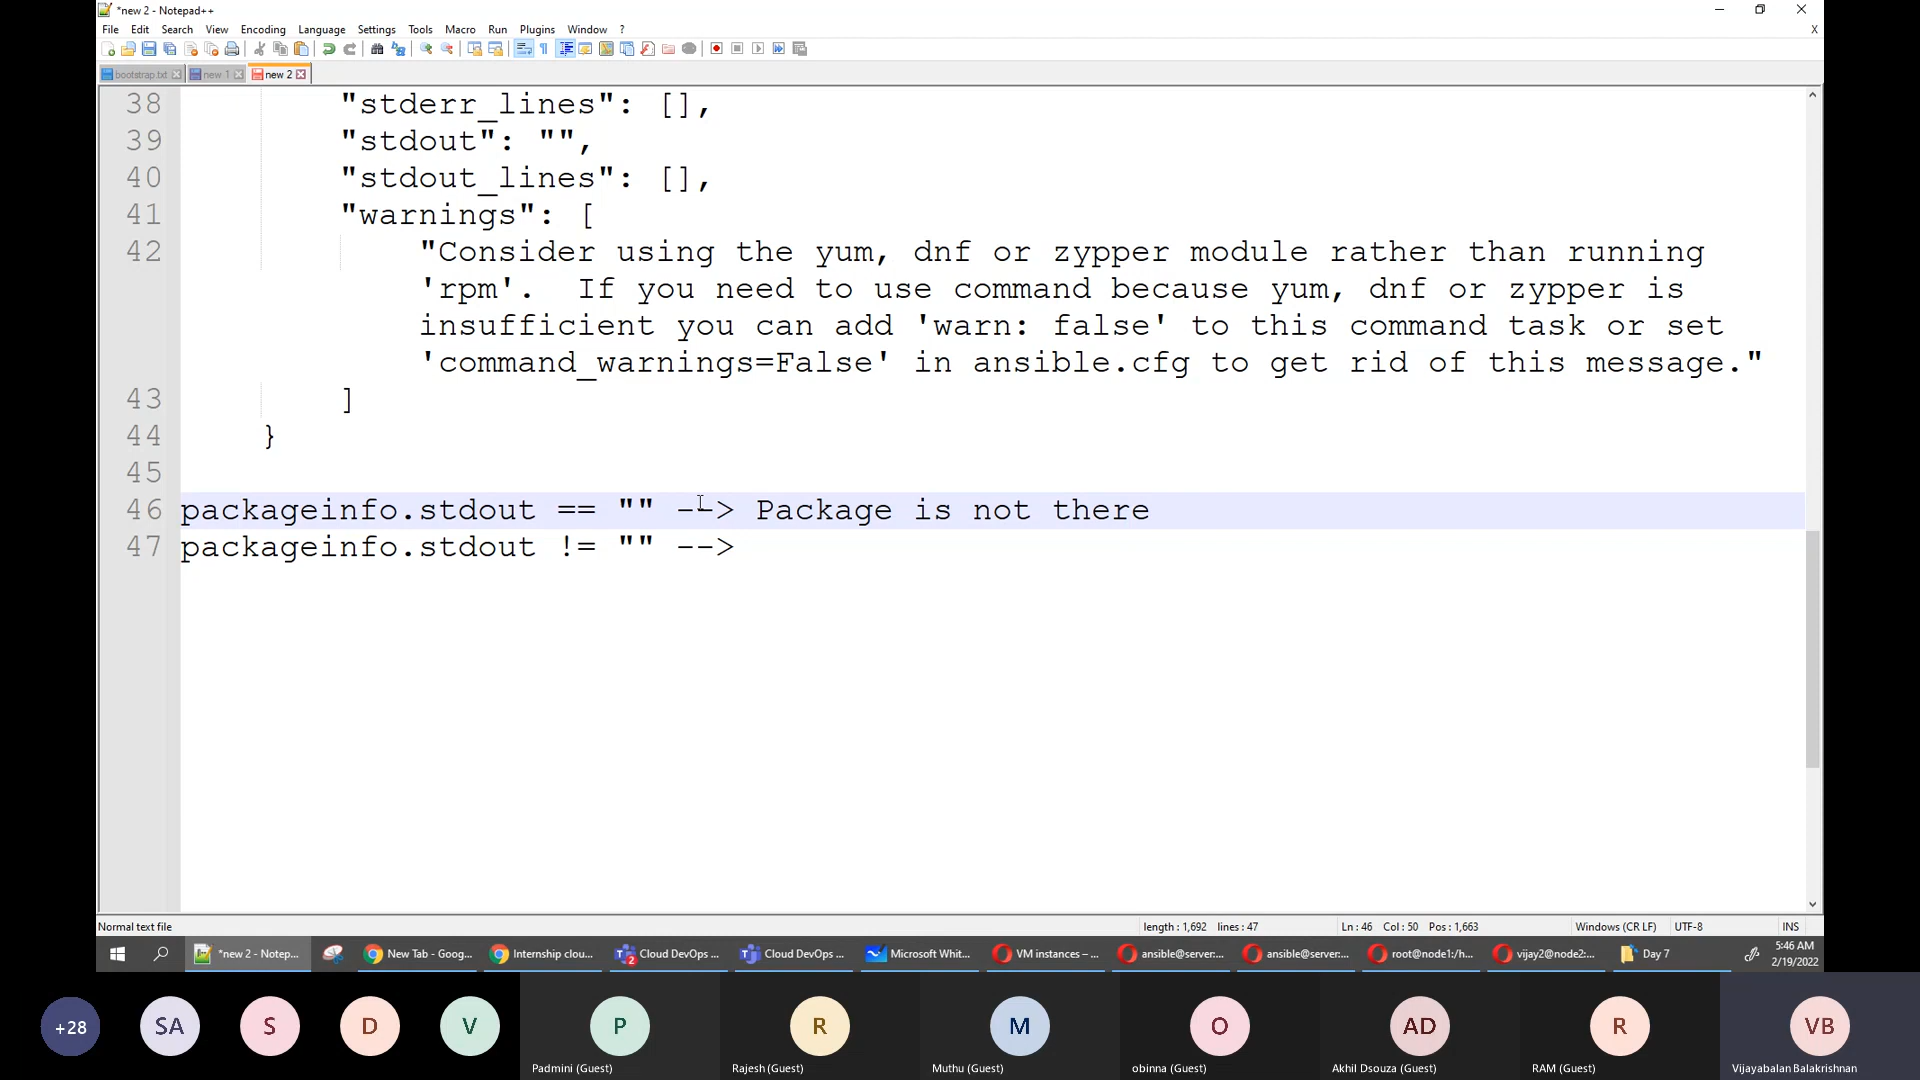 *new 2 - Notepad++
File Edit Search View Encoding Language Settings Tools Macro Run Plugins Window ?
X
bootstrap.txt new 1 new 2
38 "stderr_lines": [],
39 "stdout": "",
40 "stdout_lines": [],
41 "warnings": [
42 "Consider using the yum, dnf or zypper module rather than running
'rpm'.  If you need to use command because yum, dnf or zypper is
insufficient you can add 'warn: false' to this command task or set
'command_warnings=False' in ansible.cfg to get rid of this message."
43 ]
44 }
45
46 packageinfo.stdout == "" --> Package is not there
47 packageinfo.stdout != "" -->
Normal text file length : 1,692 lines : 47 Ln : 46 Col : 50 Pos : 1,663 Windows (CR LF) UTF-8 INS
*new 2 - Notep... New Tab - Goog... Internship clou... 2 Cloud DevOps ... Cloud DevOps ... Microsoft Whit... VM instances – ... ansible@server:... ansible@server:... root@node1:/h... vijay2@node2:... Day 7 5:46 AM
2/19/2022
+28 SA S D V P R M O AD R VB
Padmini (Guest) Rajesh (Guest) Muthu (Guest) obinna (Guest) Akhil Dsouza (Guest) RAM (Guest) Vijayabalan Balakrishnan